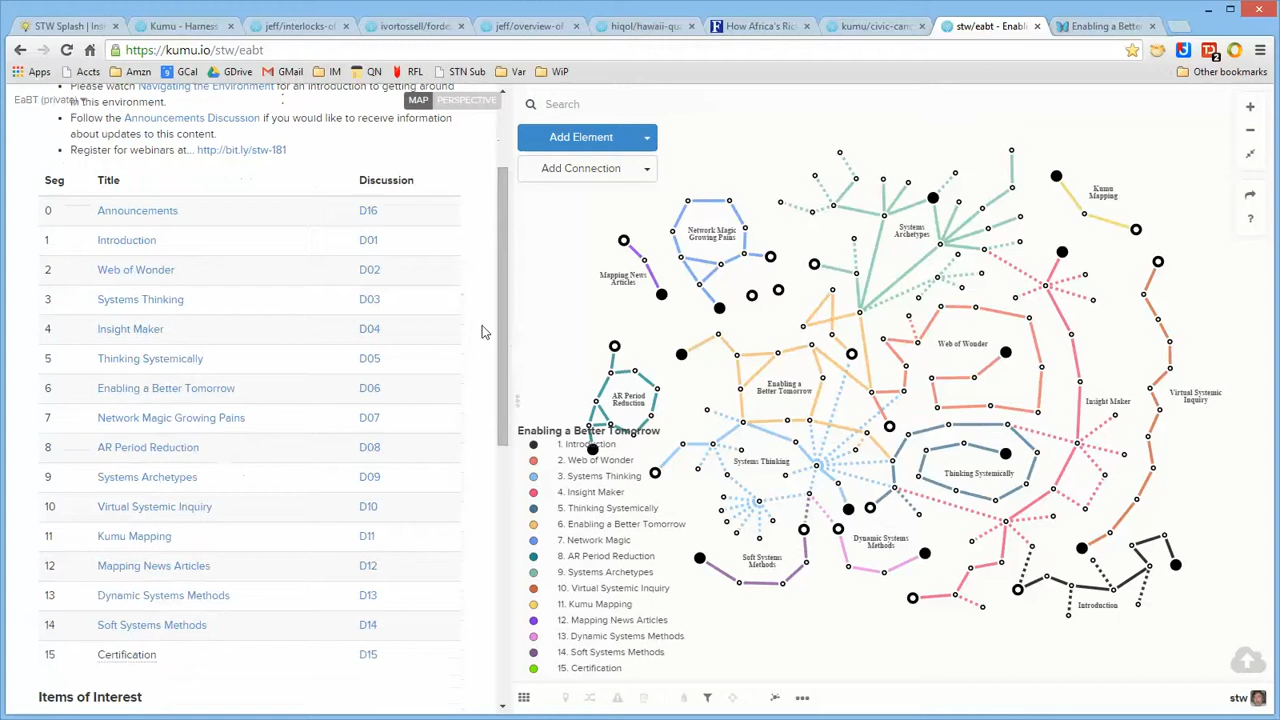 STW Splash | Ins
Kumu - Harness
jeff/interlocks-of
ivortossell/forde
jeff/overview-of
hiqol/hawaii-qu
How Africa's Ric
kumu/civic-canc
stw/eabt - Enabl
Enabling a Bette
https://kumu.io/stw/eabt
Apps
Accts
Amzn
GCal
GDrive
GMail
IM
QN
RFL
STN Sub
Var
WiP
Other bookmarks
2
Please watch Navigating the Environment for an introduction to getting around
in this environment.
EaBT (private)
MAP PERSPECTIVE
Follow the Announcements Discussion if you would like to receive information
about updates to this content.
Register for webinars at... http://bit.ly/stw-181
Seg Title Discussion
0 Announcements D16
1 Introduction D01
2 Web of Wonder D02
3 Systems Thinking D03
4 Insight Maker D04
5 Thinking Systemically D05
6 Enabling a Better Tomorrow D06
7 Network Magic Growing Pains D07
8 AR Period Reduction D08
9 Systems Archetypes D09
10 Virtual Systemic Inquiry D10
11 Kumu Mapping D11
12 Mapping News Articles D12
13 Dynamic Systems Methods D13
14 Soft Systems Methods D14
15 Certification D15
Items of Interest
Search
Add Element
Add Connection
+
−
?
Kumu
Mapping
Systems
Archetypes
Network Magic
Growing Pains
Mapping News
Articles
Web of Wonder
Enabling a
Better Tomorrow
AR Period
Reduction
Virtual Systemic
Inquiry
Insight Maker
Systems Thinking
Thinking Systemically
Dynamic Systems
Methods
Soft Systems
Methods
Introduction
Enabling a Better Tomorrow
1. Introduction
2. Web of Wonder
3. Systems Thinking
4. Insight Maker
5. Thinking Systemically
6. Enabling a Better Tomorrow
7. Network Magic
8. AR Period Reduction
9. Systems Archetypes
10. Virtual Systemic Inquiry
11. Kumu Mapping
12. Mapping News Articles
13. Dynamic Systems Methods
14. Soft Systems Methods
15. Certification
stw